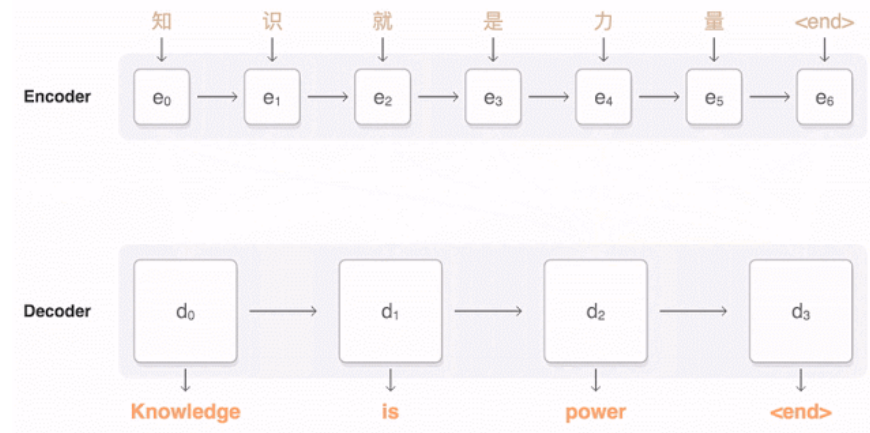 知 识 就 是 力 量 <end>
Encoder e₀ e₁ e₂ e₃ e₄ e₅ e₆
Decoder d₀ d₁ d₂ d₃
Knowledge is power <end>